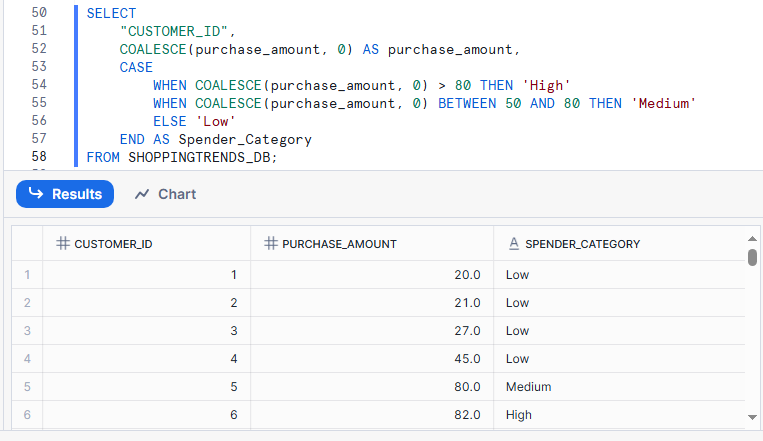 50 SELECT
51 "CUSTOMER_ID",
52 COALESCE(purchase_amount, 0) AS purchase_amount,
53 CASE
54 WHEN COALESCE(purchase_amount, 0) > 80 THEN 'High'
55 WHEN COALESCE(purchase_amount, 0) BETWEEN 50 AND 80 THEN 'Medium'
56 ELSE 'Low'
57 END AS Spender_Category
58 FROM SHOPPINGTRENDS_DB;
Results Chart
# CUSTOMER_ID # PURCHASE_AMOUNT A SPENDER_CATEGORY
1 1 20.0 Low
2 2 21.0 Low
3 3 27.0 Low
4 4 45.0 Low
5 5 80.0 Medium
6 6 82.0 High